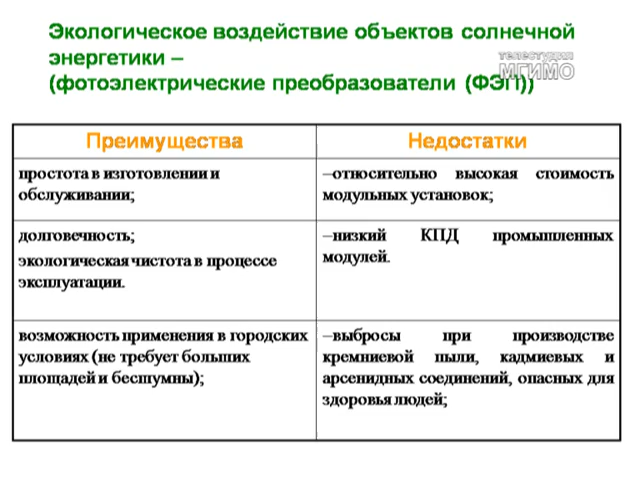 Экологическое воздействие объектов солнечной
энергетики –
телестудия
МГИМО
(фотоэлектрические преобразователи (ФЭП))
Преимущества
Недостатки
простота в изготовлении и
обслуживании;
–относительно высокая стоимость
модульных установок;
долговечность;
экологическая чистота в процессе
эксплуатации.
–низкий КПД промышленных
модулей.
возможность применения в городских
условиях (не требует больших
площадей и бесшумны);
–выбросы при производстве
кремниевой пыли, кадмиевых и
арсенидных соединений, опасных для
здоровья людей;